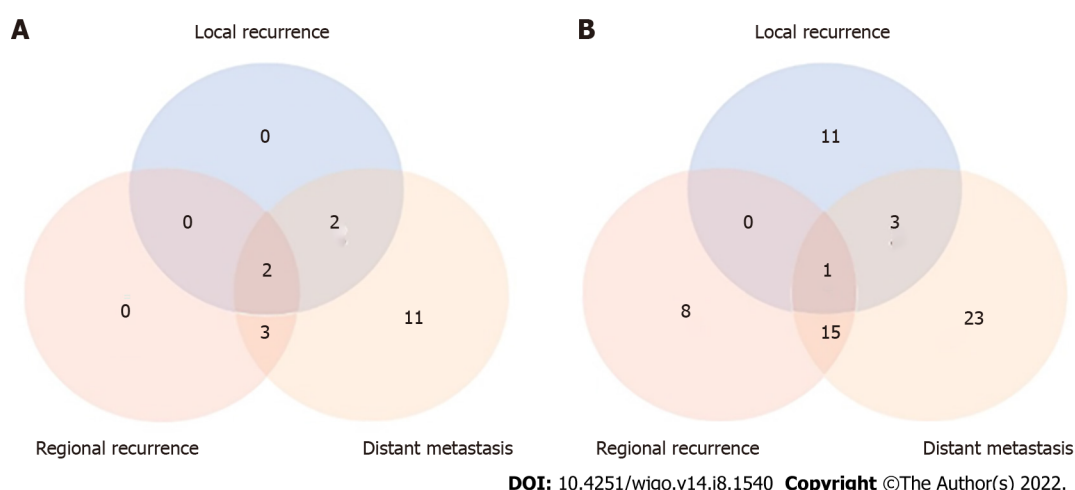 A
Local recurrence
0
0
2
2
0
3
11
Regional recurrence
Distant metastasis
B
Local recurrence
11
0
3
1
8
15
23
Regional recurrence
Distant metastasis
DOI: 10.4251/wjgo.v14.i8.1540 Copyright ©The Author(s) 2022.